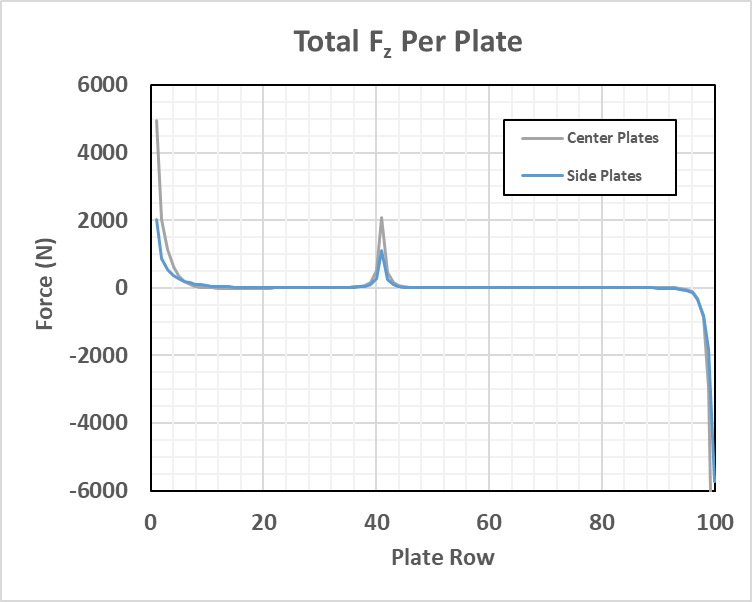 Total Fz Per Plate
6000
4000
2000
0
-2000
-4000
-6000
Force (N)
Center Plates
Side Plates
0 20 40 60 80 100
Plate Row